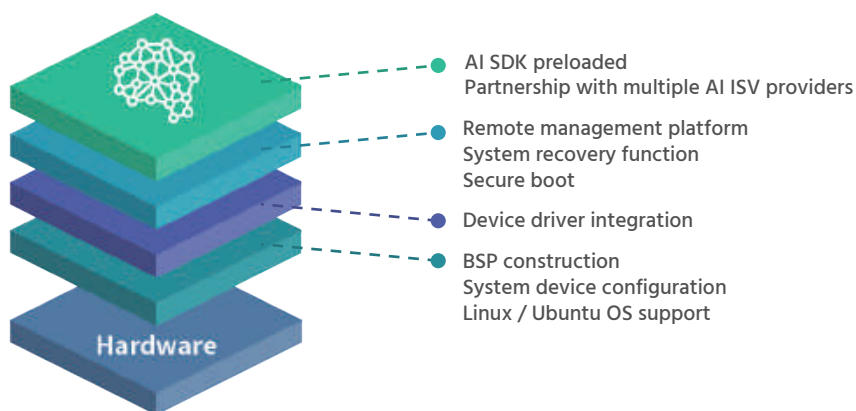 AI SDK preloaded
Partnership with multiple AI ISV providers
Remote management platform
System recovery function
Secure boot
Device driver integration
BSP construction
System device configuration
Linux / Ubuntu OS support
Hardware